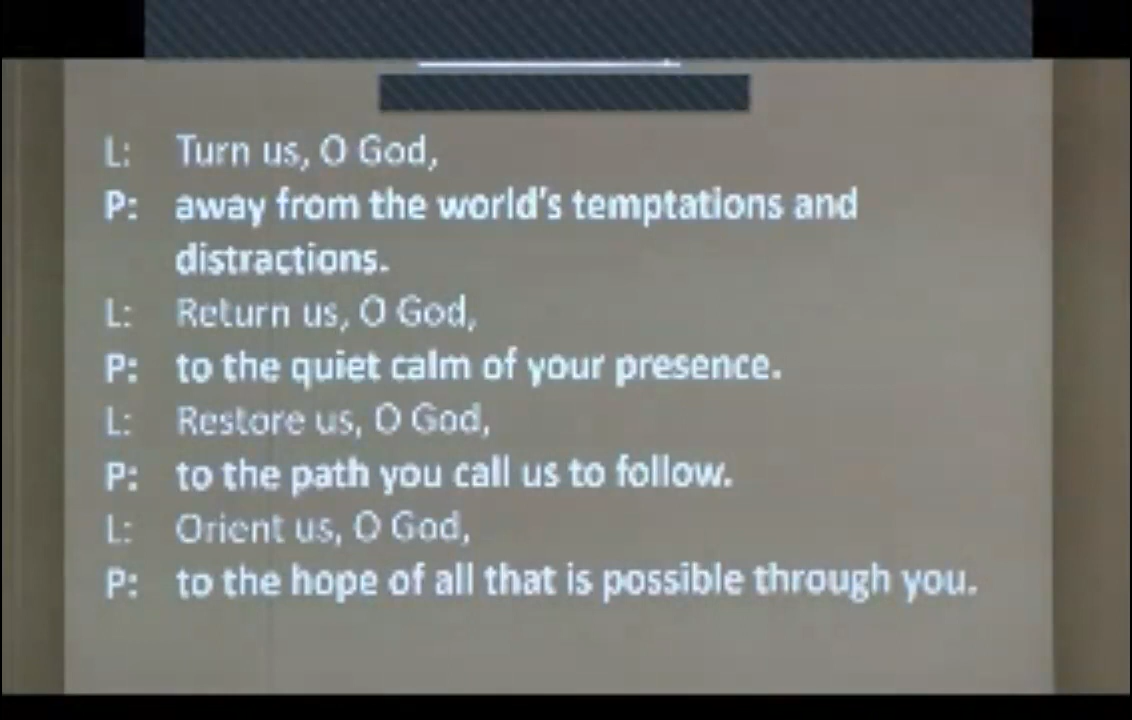 L: Turn us, O God,
P: away from the world's temptations and
distractions.
L: Return us, O God,
P: to the quiet calm of your presence.
L: Restore us, O God,
P: to the path you call us to follow.
L: Orient us, O God,
P: to the hope of all that is possible through you.